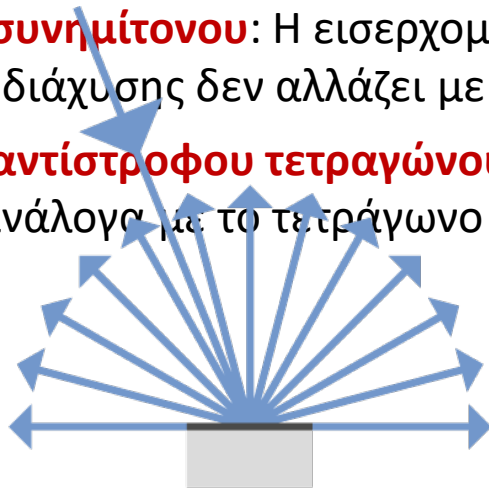 συνημίτονου: Η εισερχομ
διάχυσης δεν αλλάζει με
αντίστροφου τετραγώνου
ανάλογα με το τετράγωνο